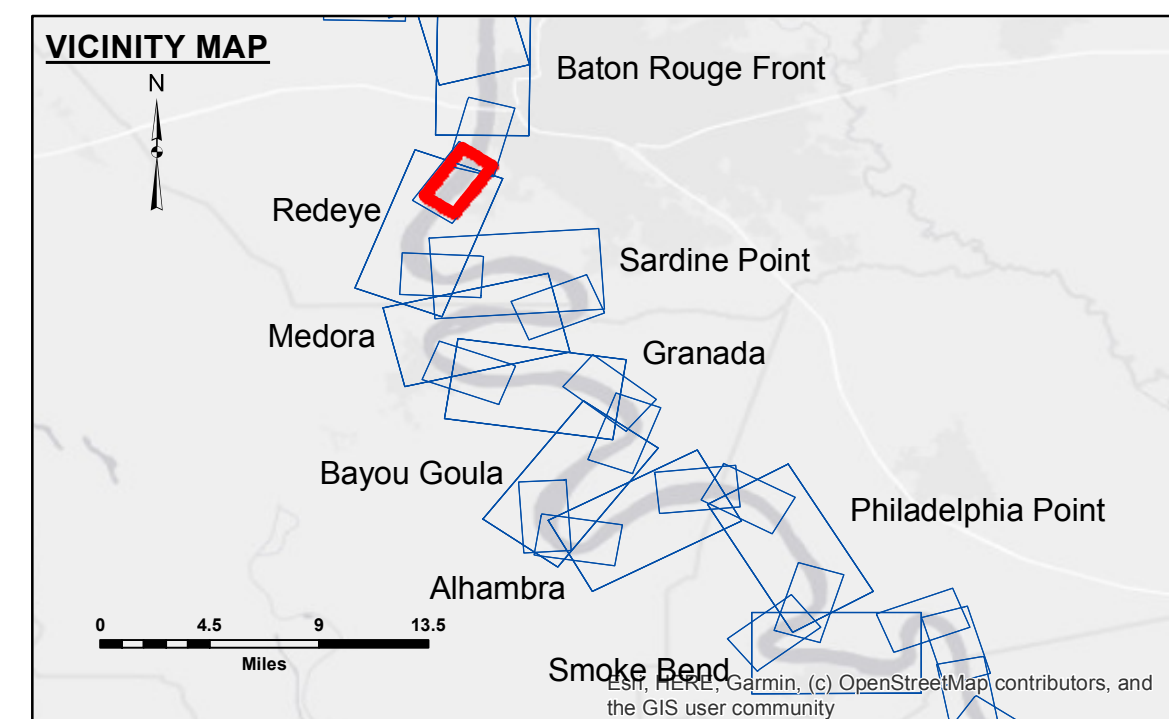 VICINITY MAP
N
Baton Rouge Front
Redeye
Sardine Point
Medora
Granada
Bayou Goula
Philadelphia Point
Alhambra
0 4.5 9 13.5
Miles
Smoke Bend
Esri, HERE, Garmin, (c) OpenStreetMap contributors, and
the GIS user community